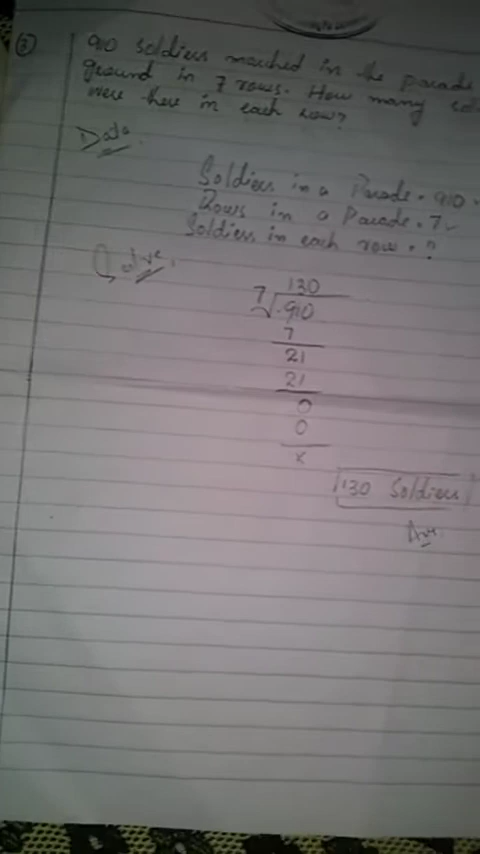 3
910 soldiers marched in the parade
ground in 7 rows. How many
were there in each row?
Data
Soldiers in a Parade = 910
Rows in a Parade = 7
Soldiers in each row = ?
Solve
130
7 910
7
21
21
0
0
x
130 Soldiers
Ans